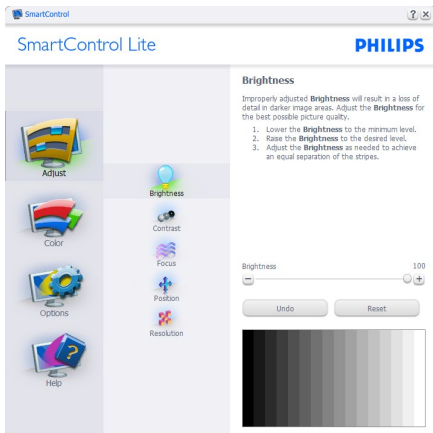 SmartControl
?
SmartControl Lite
PHILIPS
Adjust
Color
Options
Help
Brightness
Contrast
Focus
Position
Resolution
Brightness
Improperly adjusted Brightness will result in a loss of
detail in darker image areas. Adjust the Brightness for
the best possible picture quality.
1. Lower the Brightness to the minimum level.
2. Raise the Brightness to the desired level.
3. Adjust the Brightness as needed to achieve
an equal separation of the stripes.
Brightness 100
Undo Reset